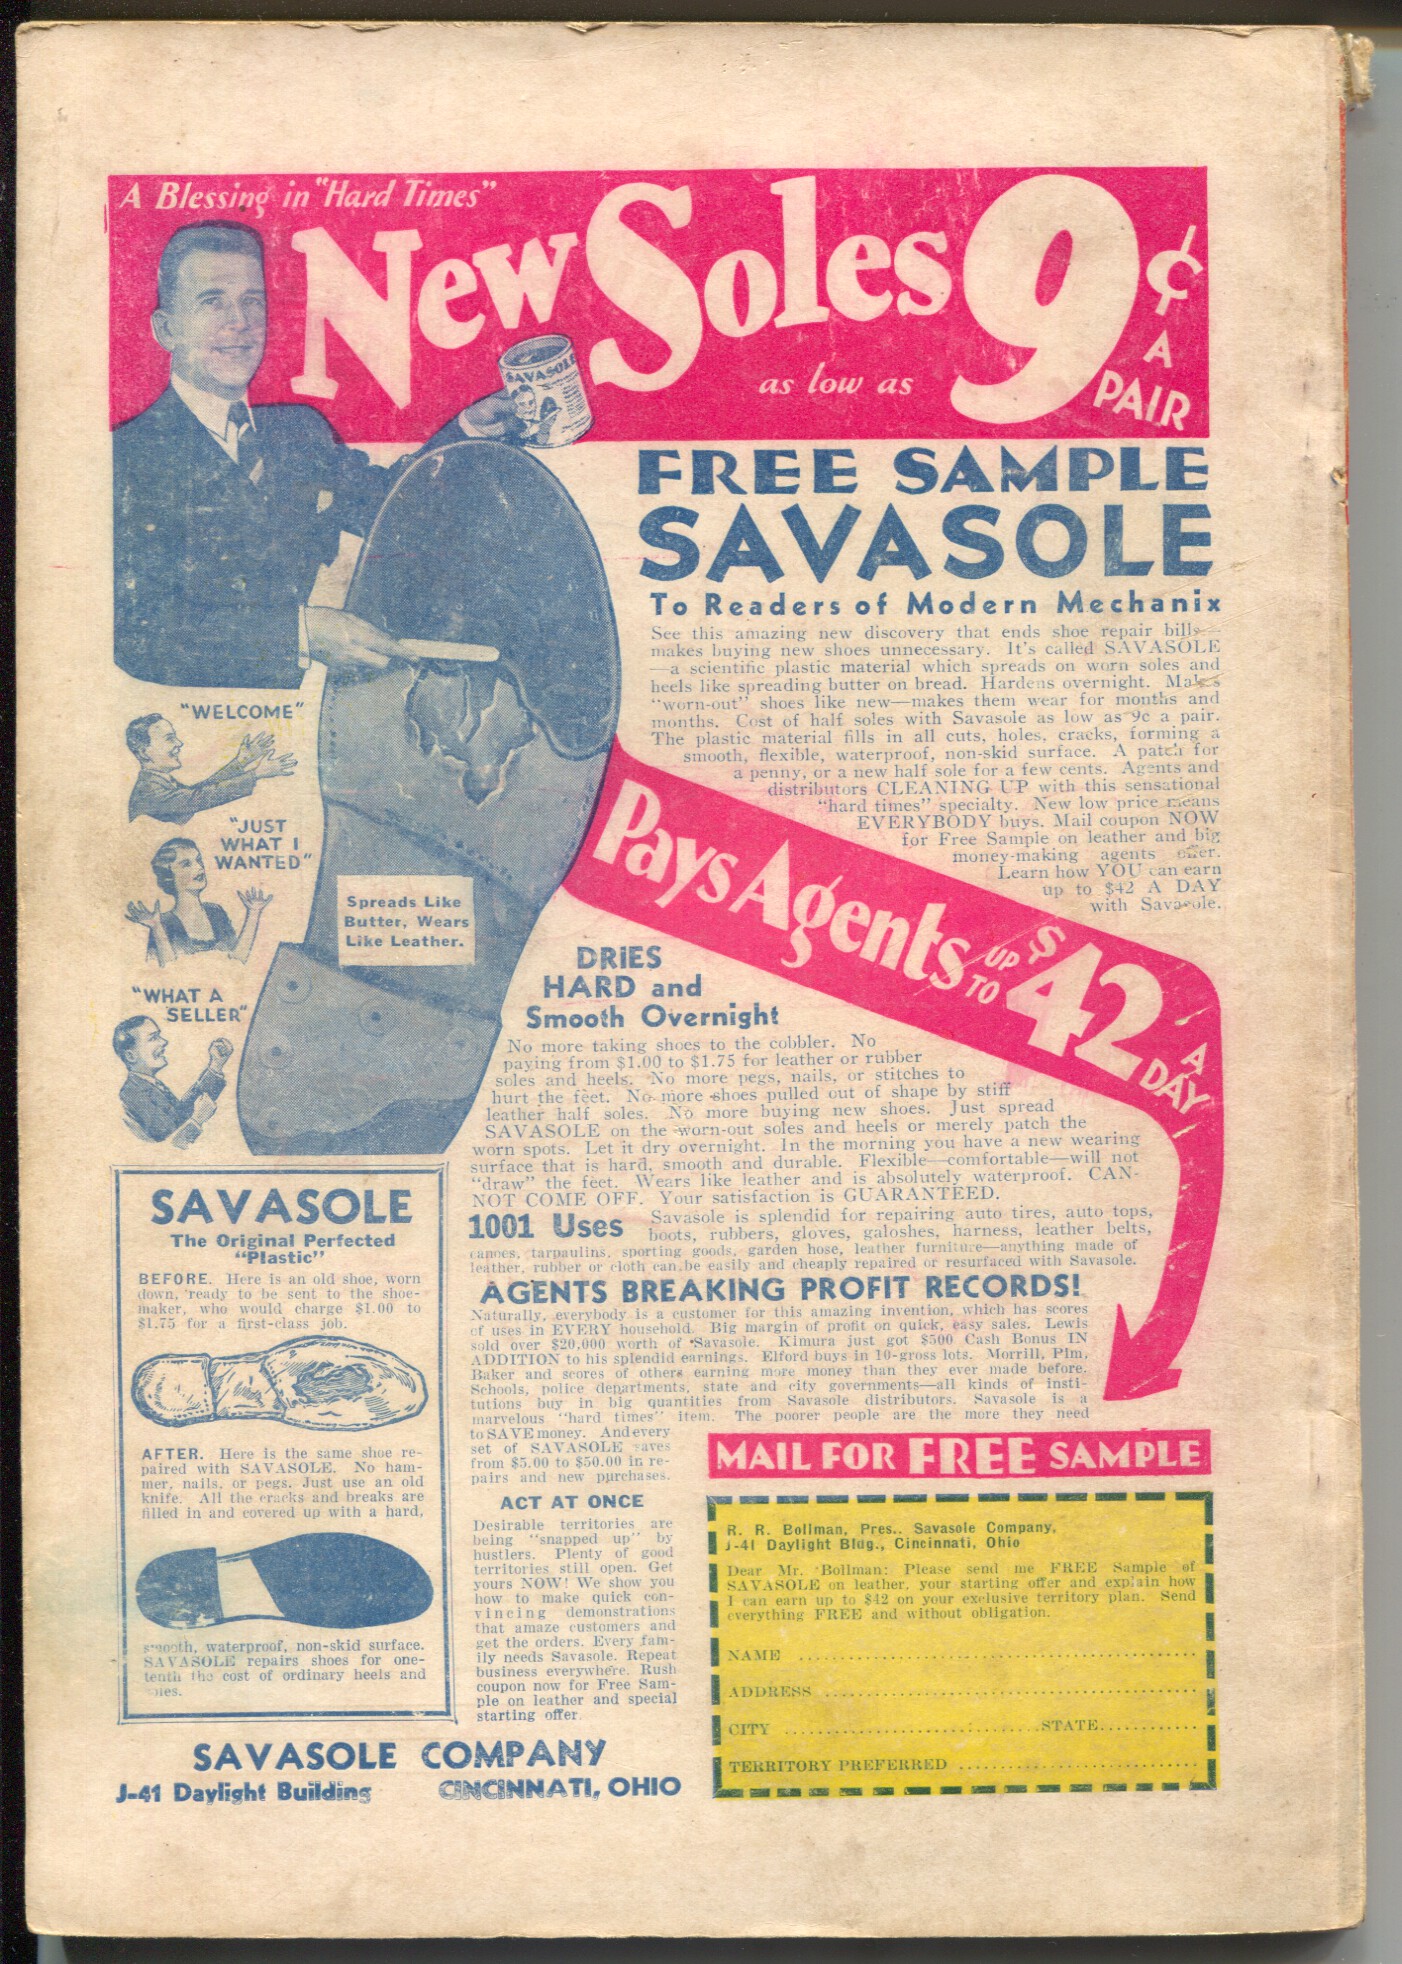 A Blessing in "Hard Times"
New Soles 9¢
as low as
A
PAIR
SAVASOLE
FREE SAMPLE
SAVASOLE
To Readers of Modern Mechanix
See this amazing new discovery that ends shoe repair bills—
makes buying new shoes unnecessary. It's called SAVASOLE
—a scientific plastic material which spreads on worn soles and
heels like spreading butter on bread. Hardens overnight. Makes
"worn-out" shoes like new—makes them wear for months and
months. Cost of half soles with Savasole as low as 9c a pair.
The plastic material fills in all cuts, holes, cracks, forming a
smooth, flexible, waterproof, non-skid surface. A patch for
a penny, or a new half sole for a few cents. Agents and
distributors CLEANING UP with this sensational
"hard times" specialty. New low price means
EVERYBODY buys. Mail coupon NOW
for Free Sample on leather and big
money-making agents offer.
Learn how YOU can earn
up to $42 A DAY
with Savasole.
"WELCOME"
"JUST
WHAT I
WANTED"
"WHAT A
SELLER"
Spreads Like
Butter, Wears
Like Leather.
Pays Agents UP TO $42 A DAY
DRIES
HARD and
Smooth Overnight
No more taking shoes to the cobbler. No
paying from $1.00 to $1.75 for leather or rubber
soles and heels. No more pegs, nails, or stitches to
hurt the feet. No more shoes pulled out of shape by stiff
leather half soles. No more buying new shoes. Just spread
SAVASOLE on the worn-out soles and heels or merely patch the
worn spots. Let it dry overnight. In the morning you have a new wearing
surface that is hard, smooth and durable. Flexible—comfortable—will not
"draw" the feet. Wears like leather and is absolutely waterproof. CAN-
NOT COME OFF. Your satisfaction is GUARANTEED.
1001 Uses Savasole is splendid for repairing auto tires, auto tops,
boots, rubbers, gloves, galoshes, harness, leather belts,
canoes, tarpaulins, sporting goods, garden hose, leather furniture—anything made of
leather, rubber or cloth can be easily and cheaply repaired or resurfaced with Savasole.
AGENTS BREAKING PROFIT RECORDS!
Naturally, everybody is a customer for this amazing invention, which has scores
of uses in EVERY household. Big margin of profit on quick, easy sales. Lewis
sold over $20,000 worth of Savasole. Kimura just got $500 Cash Bonus IN
ADDITION to his splendid earnings. Elford buys in 10-gross lots. Morrill, Pim,
Baker and scores of others earning more money than they ever made before.
Schools, police departments, state and city governments—all kinds of insti-
tutions buy in big quantities from Savasole distributors. Savasole is a
marvelous "hard times" item. The poorer people are the more they need
to SAVE money. And every
set of SAVASOLE saves
from $5.00 to $50.00 in re-
pairs and new purchases.
ACT AT ONCE
Desirable territories are
being "snapped up" by
hustlers. Plenty of good
territories still open. Get
yours NOW! We show you
how to make quick con-
vincing demonstrations
that amaze customers and
get the orders. Every fam-
ily needs Savasole. Repeat
business everywhere. Rush
coupon now for Free Sam-
ple on leather and special
starting offer.
SAVASOLE
The Original Perfected
"Plastic"
BEFORE. Here is an old shoe, worn
down, ready to be sent to the shoe-
maker, who would charge $1.00 to
$1.75 for a first-class job.
AFTER. Here is the same shoe re-
paired with SAVASOLE. No ham-
mer, nails, or pegs. Just use an old
knife. All the cracks and breaks are
filled in and covered up with a hard,
smooth, waterproof, non-skid surface.
SAVASOLE repairs shoes for one-
tenth the cost of ordinary heels and
soles.
SAVASOLE COMPANY
J-41 Daylight Building CINCINNATI, OHIO
MAIL FOR FREE SAMPLE
R. R. Bollman, Pres., Savasole Company,
J-41 Daylight Bldg., Cincinnati, Ohio
Dear Mr. Bollman: Please send me FREE Sample of
SAVASOLE on leather, your starting offer and explain how
I can earn up to $42 on your exclusive territory plan. Send
everything FREE and without obligation.
NAME
ADDRESS
CITY STATE
TERRITORY PREFERRED